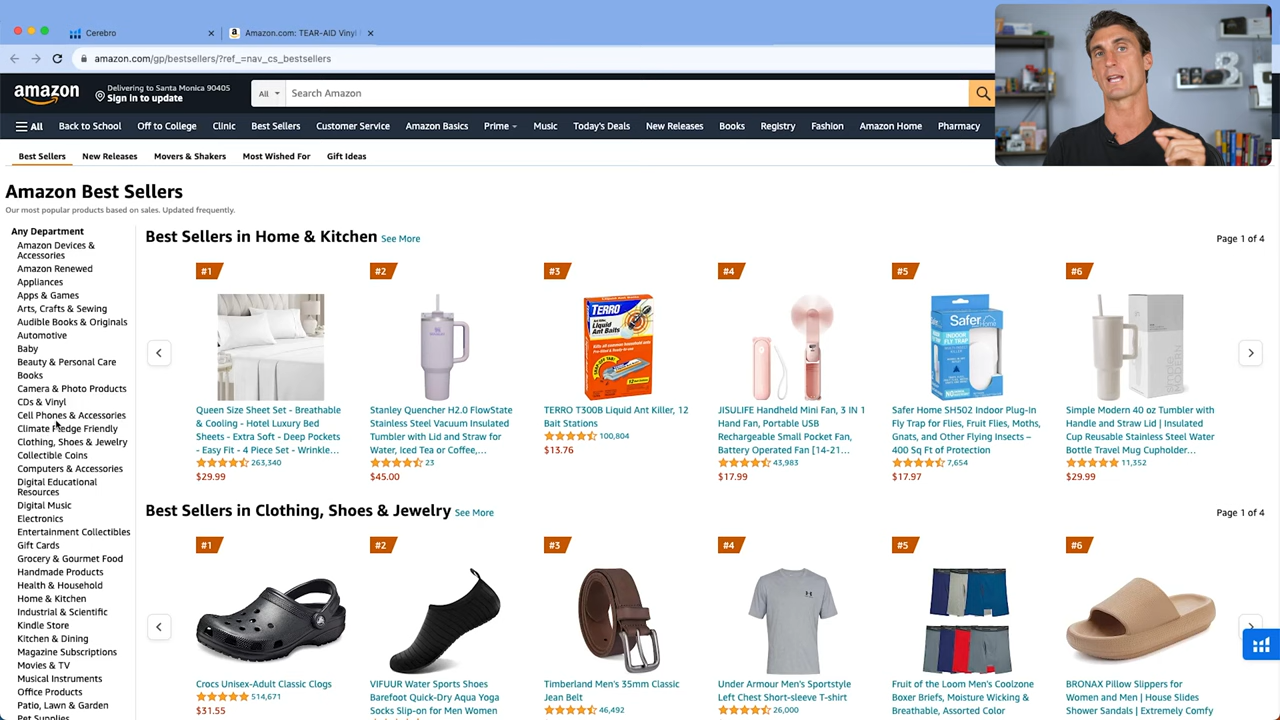 Cerebro
Amazon.com: TEAR-AID Vinyl
amazon.com/gp/bestsellers/?ref_=nav_cs_bestsellers
amazon
Delivering to Santa Monica 90405
Sign in to update
All
Search Amazon
All
Back to School
Off to College
Clinic
Best Sellers
Customer Service
Amazon Basics
Prime
Music
Today's Deals
New Releases
Books
Registry
Fashion
Amazon Home
Pharmacy
Best Sellers
New Releases
Movers & Shakers
Most Wished For
Gift Ideas
Amazon Best Sellers
Our most popular products based on sales. Updated frequently.
Any Department
Amazon Devices &
Accessories
Amazon Renewed
Appliances
Apps & Games
Arts, Crafts & Sewing
Audible Books & Originals
Automotive
Baby
Beauty & Personal Care
Books
Camera & Photo Products
CDs & Vinyl
Cell Phones & Accessories
Climate Pledge Friendly
Clothing, Shoes & Jewelry
Collectible Coins
Computers & Accessories
Digital Educational
Resources
Digital Music
Electronics
Entertainment Collectibles
Gift Cards
Grocery & Gourmet Food
Handmade Products
Health & Household
Home & Kitchen
Industrial & Scientific
Kindle Store
Kitchen & Dining
Magazine Subscriptions
Movies & TV
Musical Instruments
Office Products
Patio, Lawn & Garden
Pet Supplies
Best Sellers in Home & Kitchen See More
Page 1 of 4
#1
Queen Size Sheet Set - Breathable
& Cooling - Hotel Luxury Bed
Sheets - Extra Soft - Deep Pockets
- Easy Fit - 4 Piece Set - Wrinkle...
263,340
$29.99
#2
Stanley Quencher H2.0 FlowState
Stainless Steel Vacuum Insulated
Tumbler with Lid and Straw for
Water, Iced Tea or Coffee,...
23
$45.00
#3
TERRO
Liquid
Ant Baits
TERRO T300B Liquid Ant Killer, 12
Bait Stations
100,804
$13.76
#4
JISULIFE Handheld Mini Fan, 3 IN 1
Hand Fan, Portable USB
Rechargeable Small Pocket Fan,
Battery Operated Fan [14-21...
43,983
$17.99
#5
Safer
Home
INDOOR
FLY TRAP
Safer Home SH502 Indoor Plug-In
Fly Trap for Flies, Fruit Flies, Moths,
Gnats, and Other Flying Insects –
400 Sq Ft of Protection
7,654
$17.97
#6
Simple Modern 40 oz Tumbler with
Handle and Straw Lid | Insulated
Cup Reusable Stainless Steel Water
Bottle Travel Mug Cupholder...
11,352
$29.99
Best Sellers in Clothing, Shoes & Jewelry See More
Page 1 of 4
#1
Crocs Unisex-Adult Classic Clogs
514,671
$31.55
#2
VIFUUR Water Sports Shoes
Barefoot Quick-Dry Aqua Yoga
Socks Slip-on for Men Women
#3
Timberland Men's 35mm Classic
Jean Belt
46,492
#4
Under Armour Men's Sportstyle
Left Chest Short-sleeve T-shirt
26,000
#5
Fruit of the Loom Men's Coolzone
Boxer Briefs, Moisture Wicking &
Breathable, Assorted Color
#6
BRONAX Pillow Slippers for
Women and Men | House Slides
Shower Sandals | Extremely Comfy